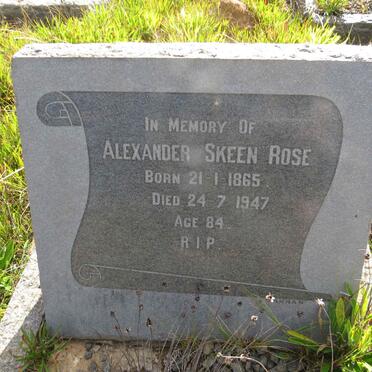 In Memory Of
Alexander Skeen Rose
Born 21·1·1865
Died 24·7·1947
Age 84
R.I.P.